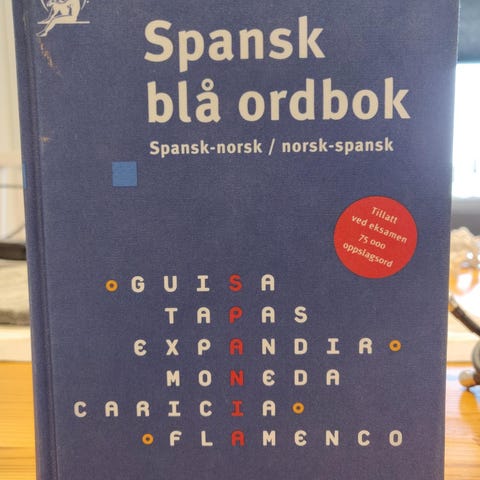 Spansk
blå ordbok
Spansk-norsk / norsk-spansk
Tillatt
ved eksamen
75 000
oppslagsord
GUISA
TAPAS
EXPANDIR
MONEDA
CARICIA
FLAMENCO